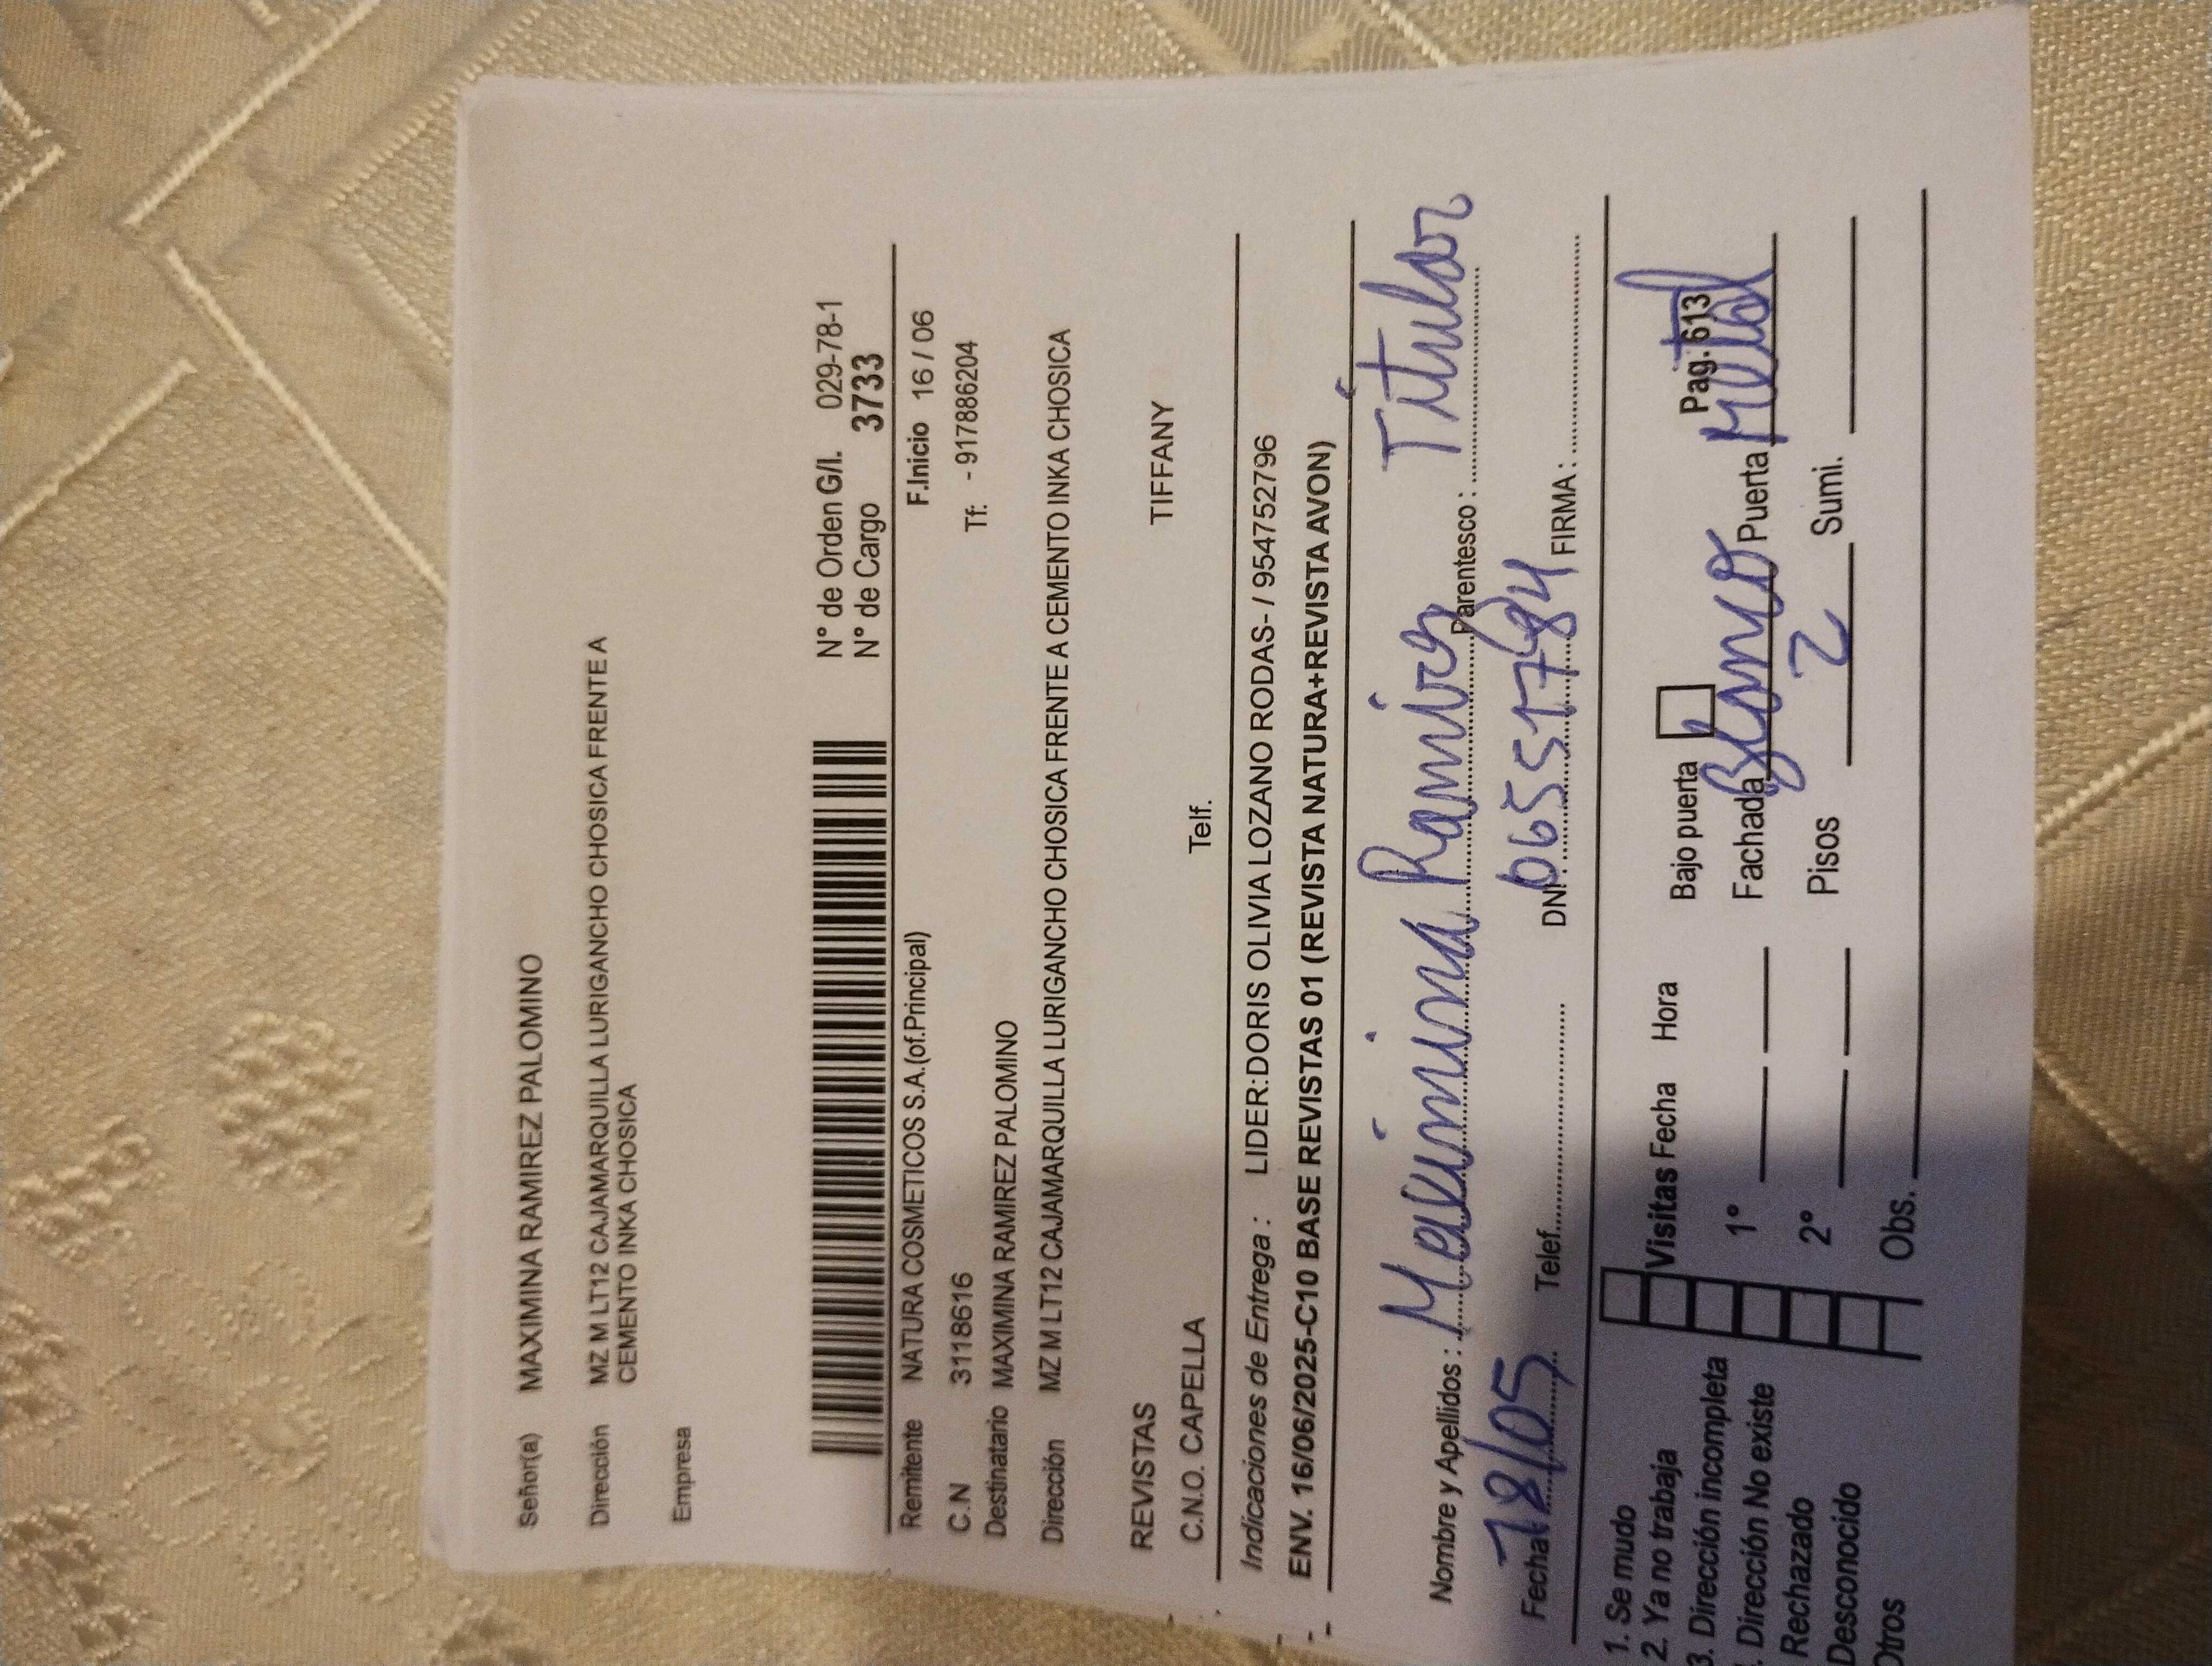 Señor(a) MAXIMINA RAMIREZ PALOMINO
Dirección MZ M LT12 CAJAMARQUILLA LURIGANCHO CHOSICA FRENTE A
CEMENTO INKA CHOSICA
Empresa
N° de Orden G/I. 029-78-1
N° de Cargo 3733
Remitente NATURA COSMETICOS S.A.(of.Principal) F.Inicio 16 / 06
C.N 3118616 Tf. - 917886204
Destinatario MAXIMINA RAMIREZ PALOMINO
Dirección MZ M LT12 CAJAMARQUILLA LURIGANCHO CHOSICA FRENTE A CEMENTO INKA CHOSICA
REVISTAS TIFFANY
C.N.O. CAPELLA Telf.
Indicaciones de Entrega : LIDER:DORIS OLIVIA LOZANO RODAS- / 954752796
ENV. 16/06/2025-C10 BASE REVISTAS 01 (REVISTA NATURA+REVISTA AVON)
Nombre y Apellidos : Maximina Ramirez Parentesco : Titular
Fecha 18/05 Telef. DNI : 06551784 FIRMA :
1. Se mudo
2. Ya no trabaja Visitas Fecha Hora Bajo puerta Pag. 613
3. Dirección incompleta 1° Fachada Blanco Puerta Metal
. Dirección No existe
Rechazado 2° Pisos 2 Sumi.
Desconocido
Otros Obs.